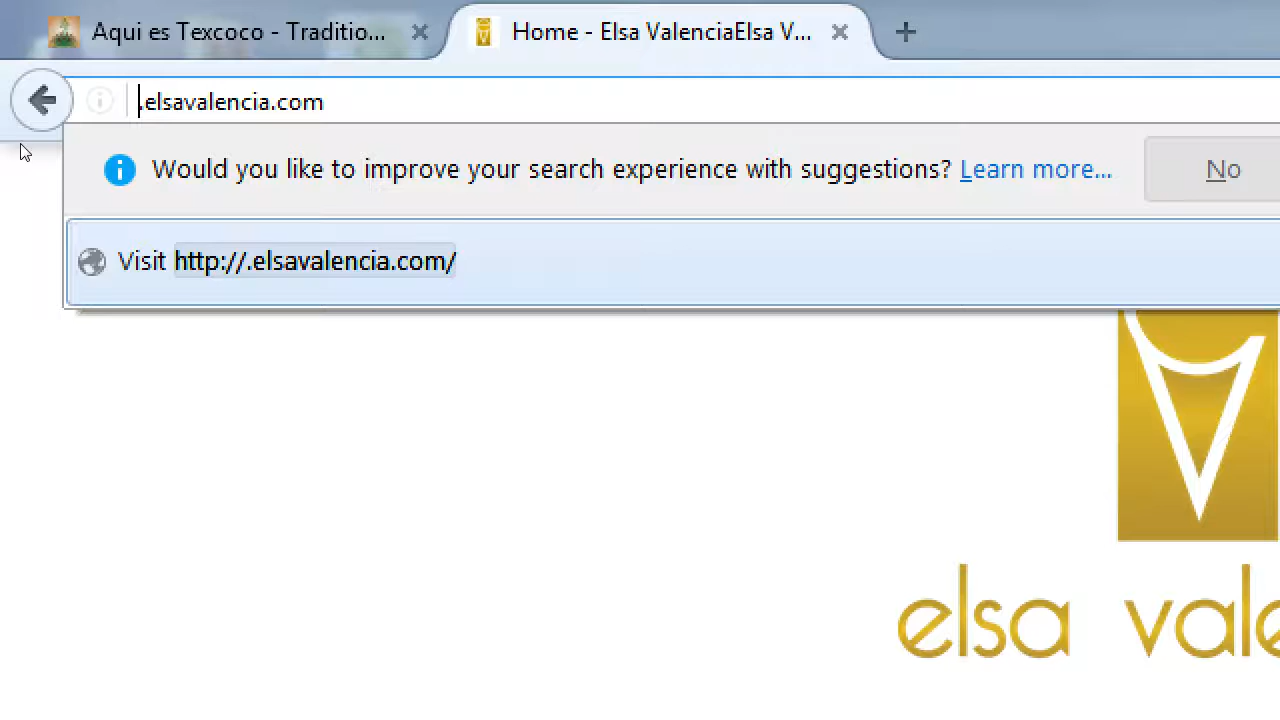 Aqui es Texcoco - Traditio...
Home - Elsa ValenciaElsa V...
.elsavalencia.com
Would you like to improve your search experience with suggestions? Learn more...
No
Visit http://.elsavalencia.com/
elsa vale